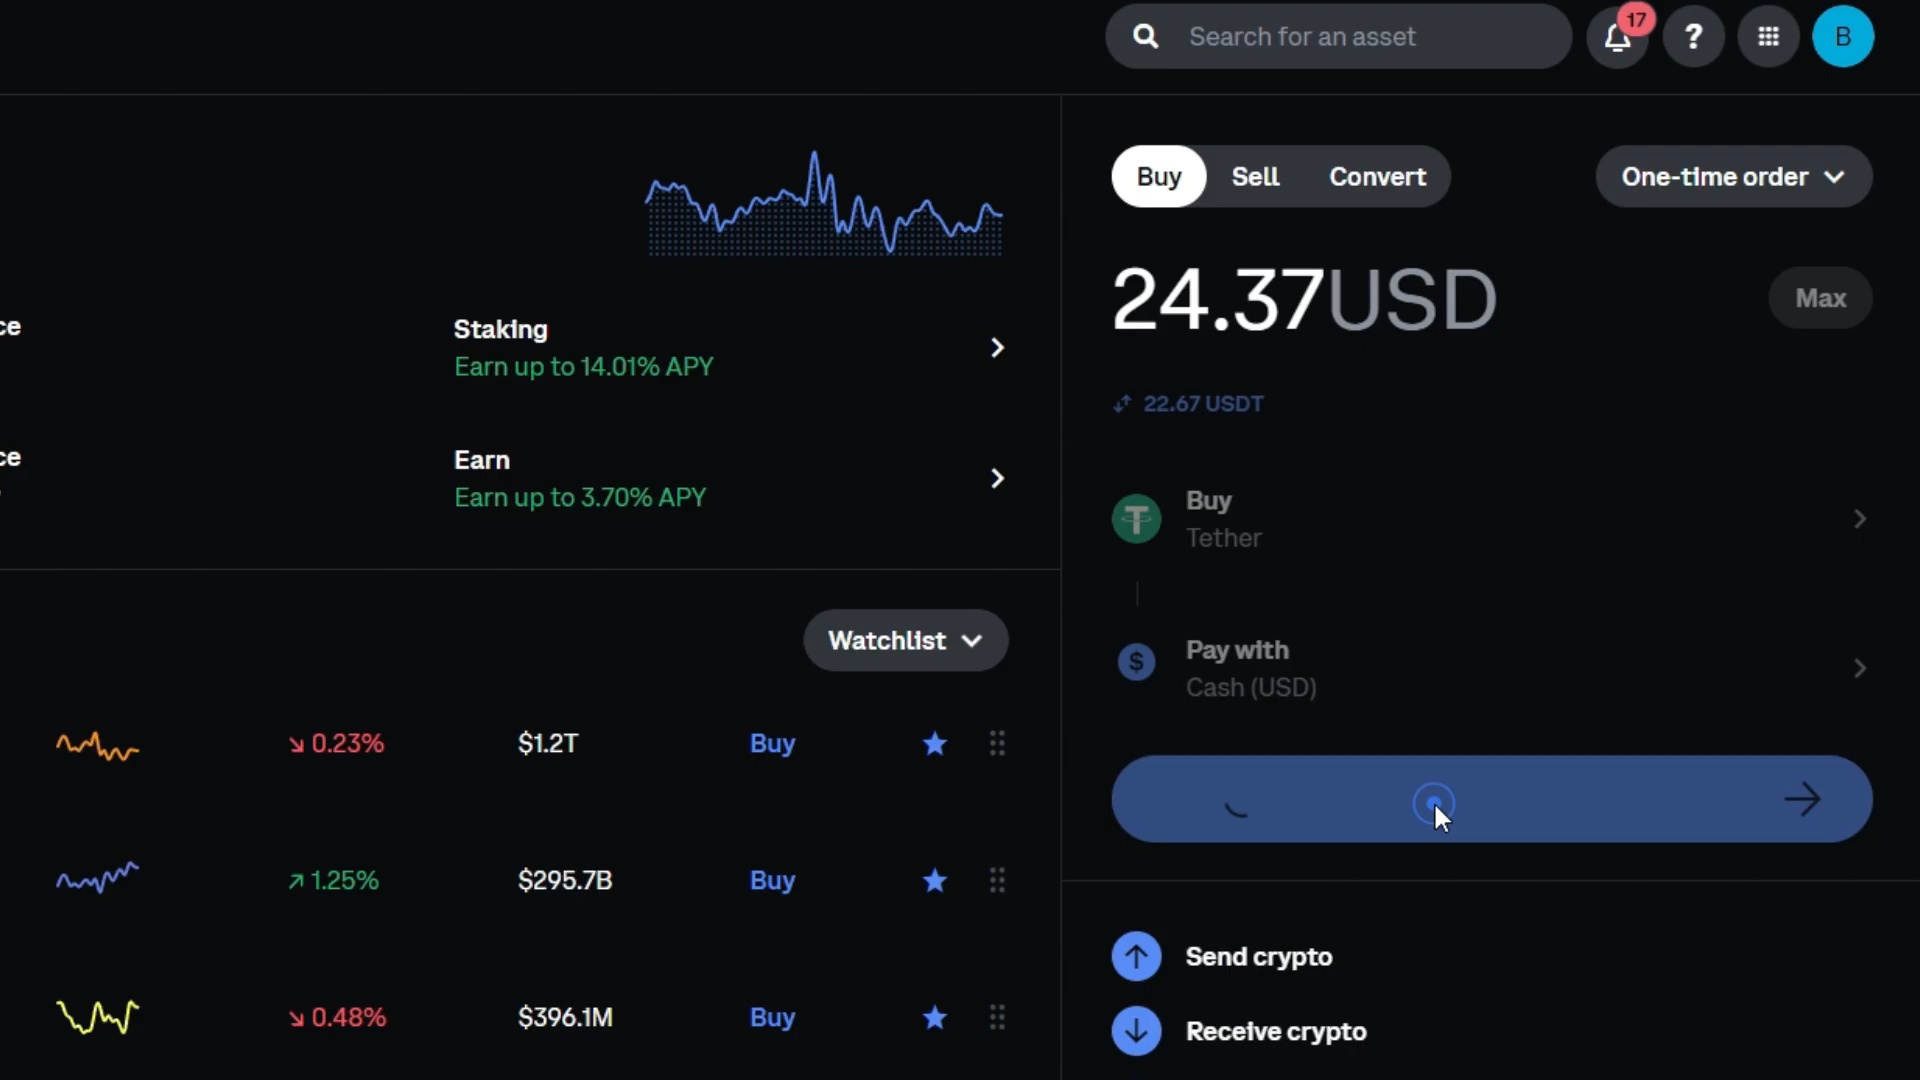 Search for an asset
17
?
B
Buy
Sell
Convert
One-time order
24.37USD
Max
22.67 USDT
ce
Staking
Earn up to 14.01% APY
ce
Earn
Earn up to 3.70% APY
Buy
Tether
Pay with
Cash (USD)
Watchlist
0.23%
$1.2T
Buy
1.25%
$295.7B
Buy
0.48%
$396.1M
Buy
Send crypto
Receive crypto